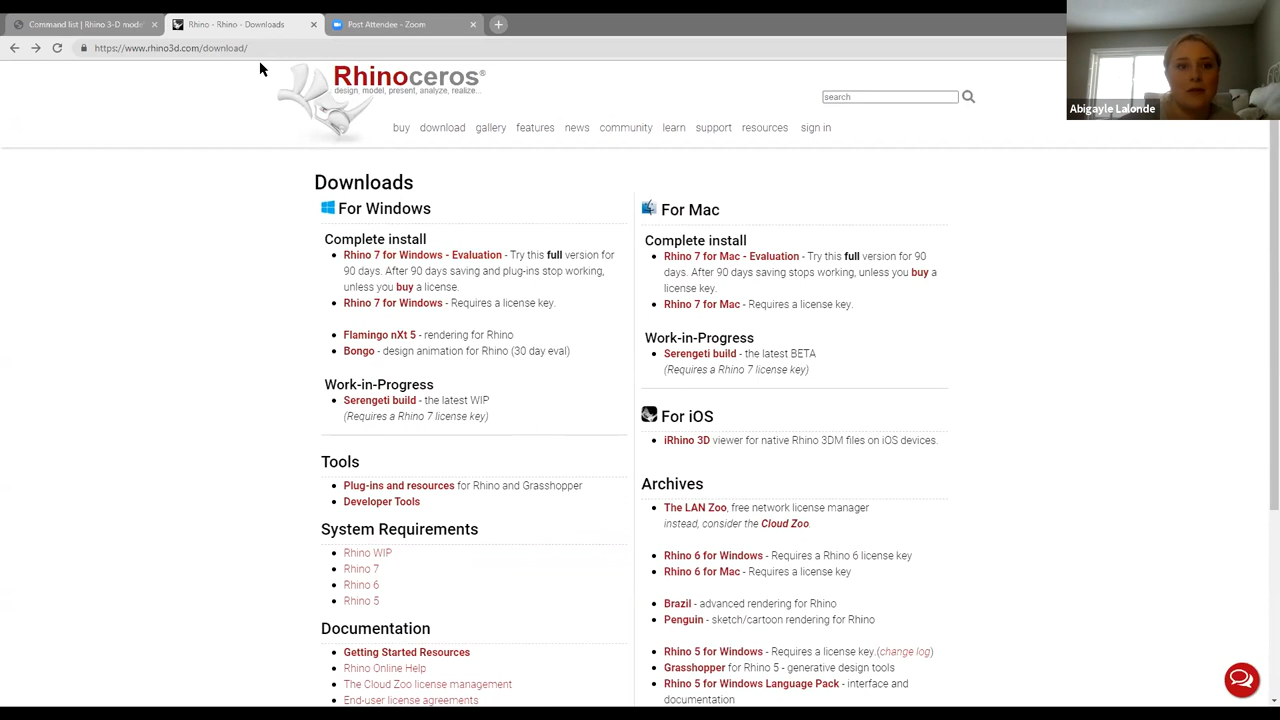 Command list | Rhino 3-D mode
Rhino - Rhino - Downloads
Post Attendee - Zoom
https://www.rhino3d.com/download/
Abigayle Lalonde
Rhinoceros®
design, model, present, analyze, realize...
search
buy download gallery features news community learn support resources sign in
Downloads
For Windows
Complete install
Rhino 7 for Windows - Evaluation - Try this full version for
90 days. After 90 days saving and plug-ins stop working,
unless you buy a license.
Rhino 7 for Windows - Requires a license key.
Flamingo nXt 5 - rendering for Rhino
Bongo - design animation for Rhino (30 day eval)
Work-in-Progress
Serengeti build - the latest WIP
(Requires a Rhino 7 license key)
Tools
Plug-ins and resources for Rhino and Grasshopper
Developer Tools
System Requirements
Rhino WIP
Rhino 7
Rhino 6
Rhino 5
Documentation
Getting Started Resources
Rhino Online Help
The Cloud Zoo license management
End-user license agreements
For Mac
Complete install
Rhino 7 for Mac - Evaluation - Try this full version for 90
days. After 90 days saving stops working, unless you buy a
license key.
Rhino 7 for Mac - Requires a license key.
Work-in-Progress
Serengeti build - the latest BETA
(Requires a Rhino 7 license key)
For iOS
iRhino 3D viewer for native Rhino 3DM files on iOS devices.
Archives
The LAN Zoo, free network license manager
instead, consider the Cloud Zoo.
Rhino 6 for Windows - Requires a Rhino 6 license key
Rhino 6 for Mac - Requires a license key
Brazil - advanced rendering for Rhino
Penguin - sketch/cartoon rendering for Rhino
Rhino 5 for Windows - Requires a license key.(change log)
Grasshopper for Rhino 5 - generative design tools
Rhino 5 for Windows Language Pack - interface and
documentation